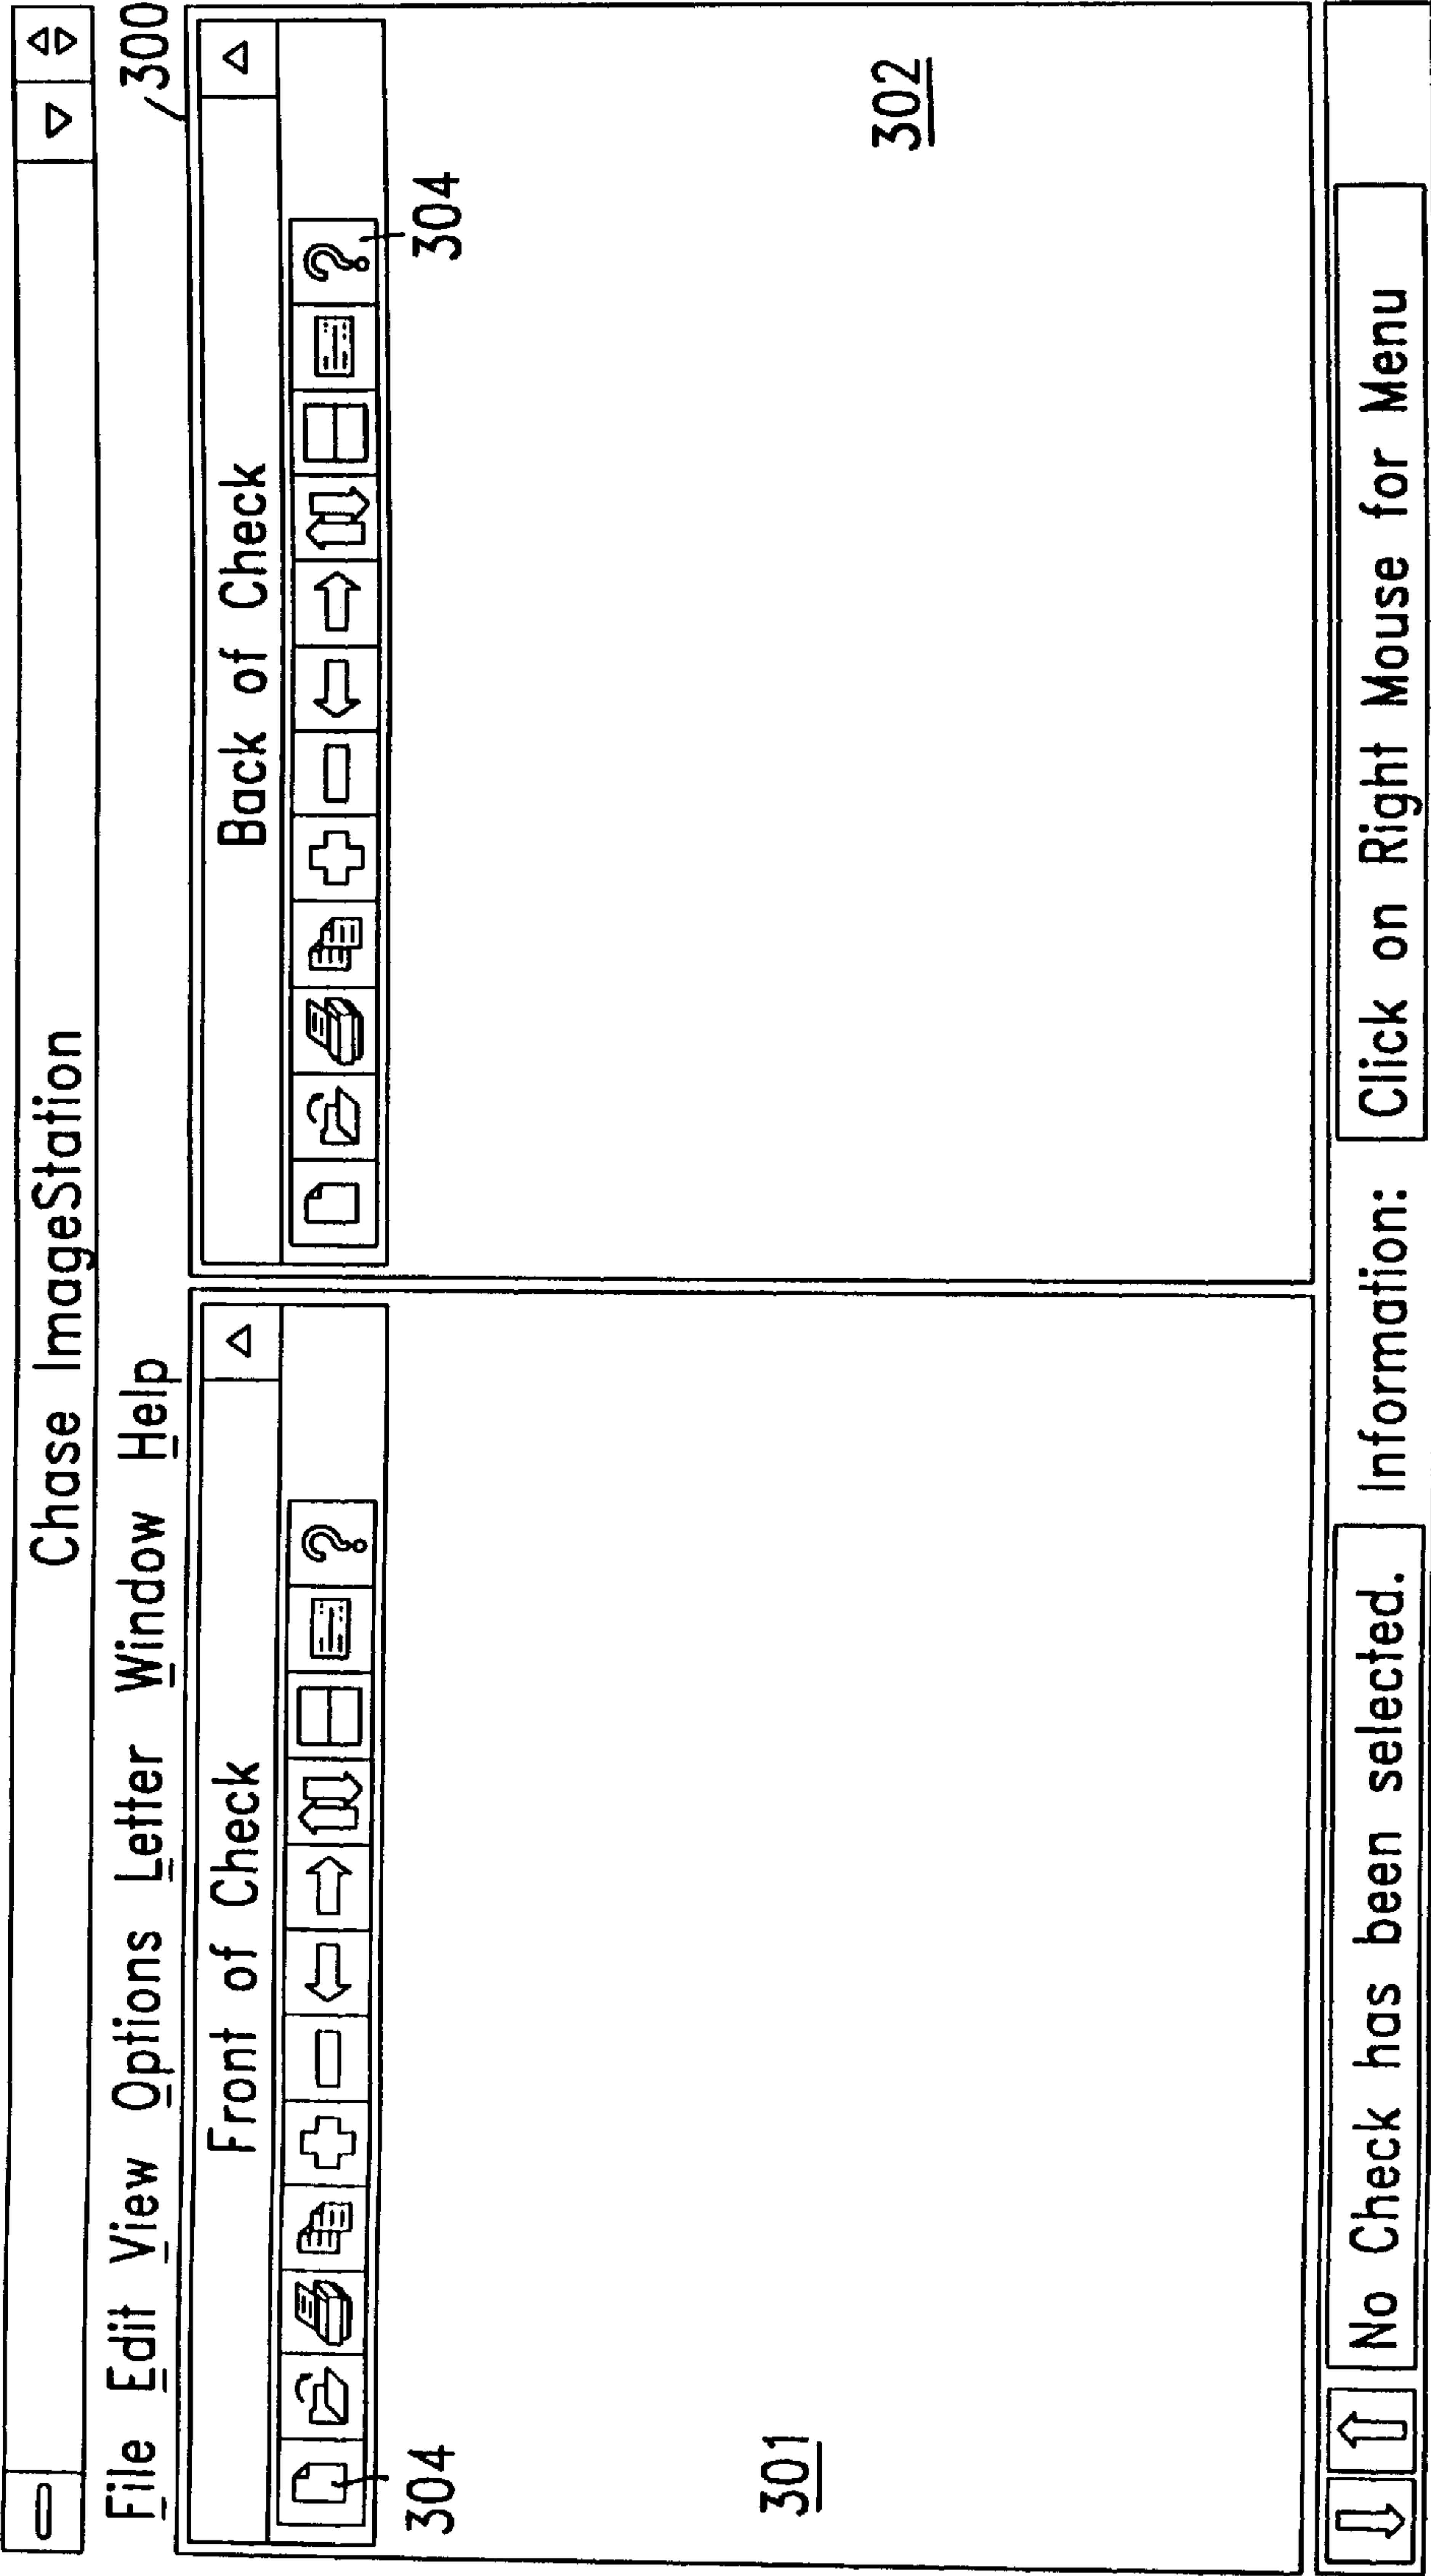 Chase ImageStation
File Edit View Options Letter Window Help
300
Front of Check
Back of Check
304
304
301
302
No Check has been selected.
Information:
Click on Right Mouse for Menu